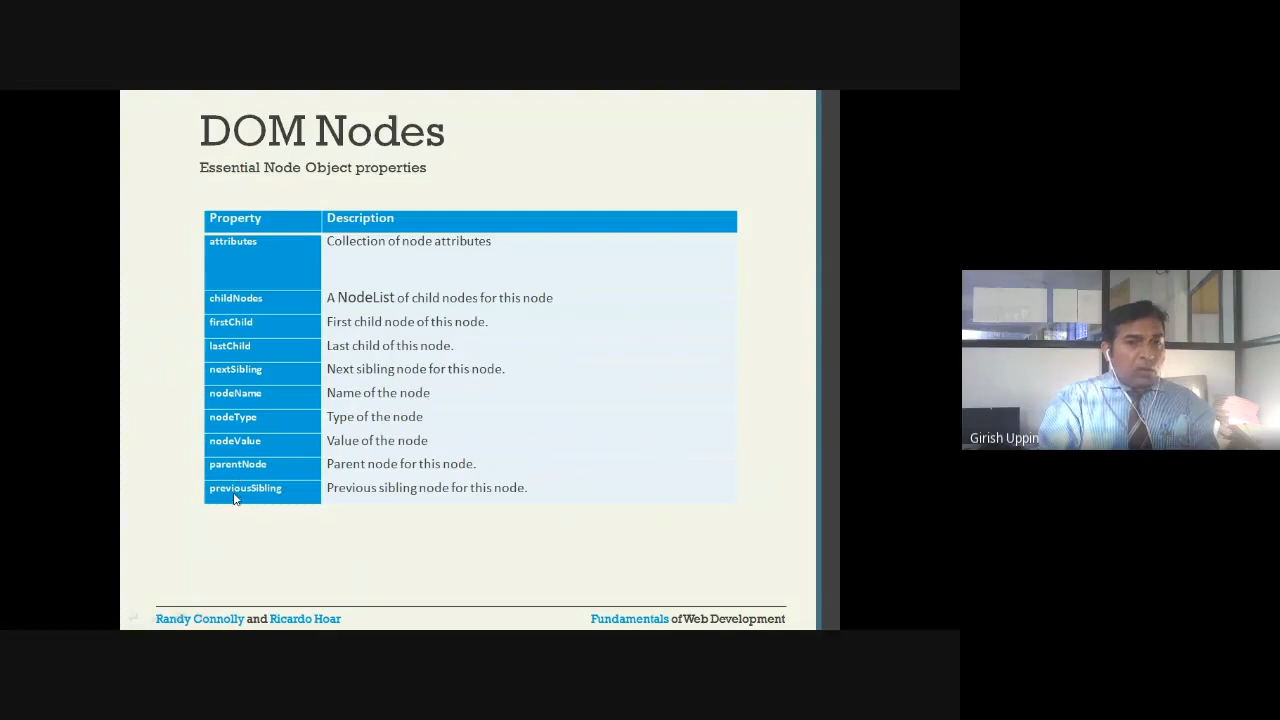 DOM Nodes
Essential Node Object properties
Property Description
attributes Collection of node attributes
childNodes A NodeList of child nodes for this node
firstChild First child node of this node.
lastChild Last child of this node.
nextSibling Next sibling node for this node.
nodeName Name of the node
nodeType Type of the node
nodeValue Value of the node
parentNode Parent node for this node.
previousSibling Previous sibling node for this node.
Randy Connolly and Ricardo Hoar Fundamentals of Web Development
Girish Uppin